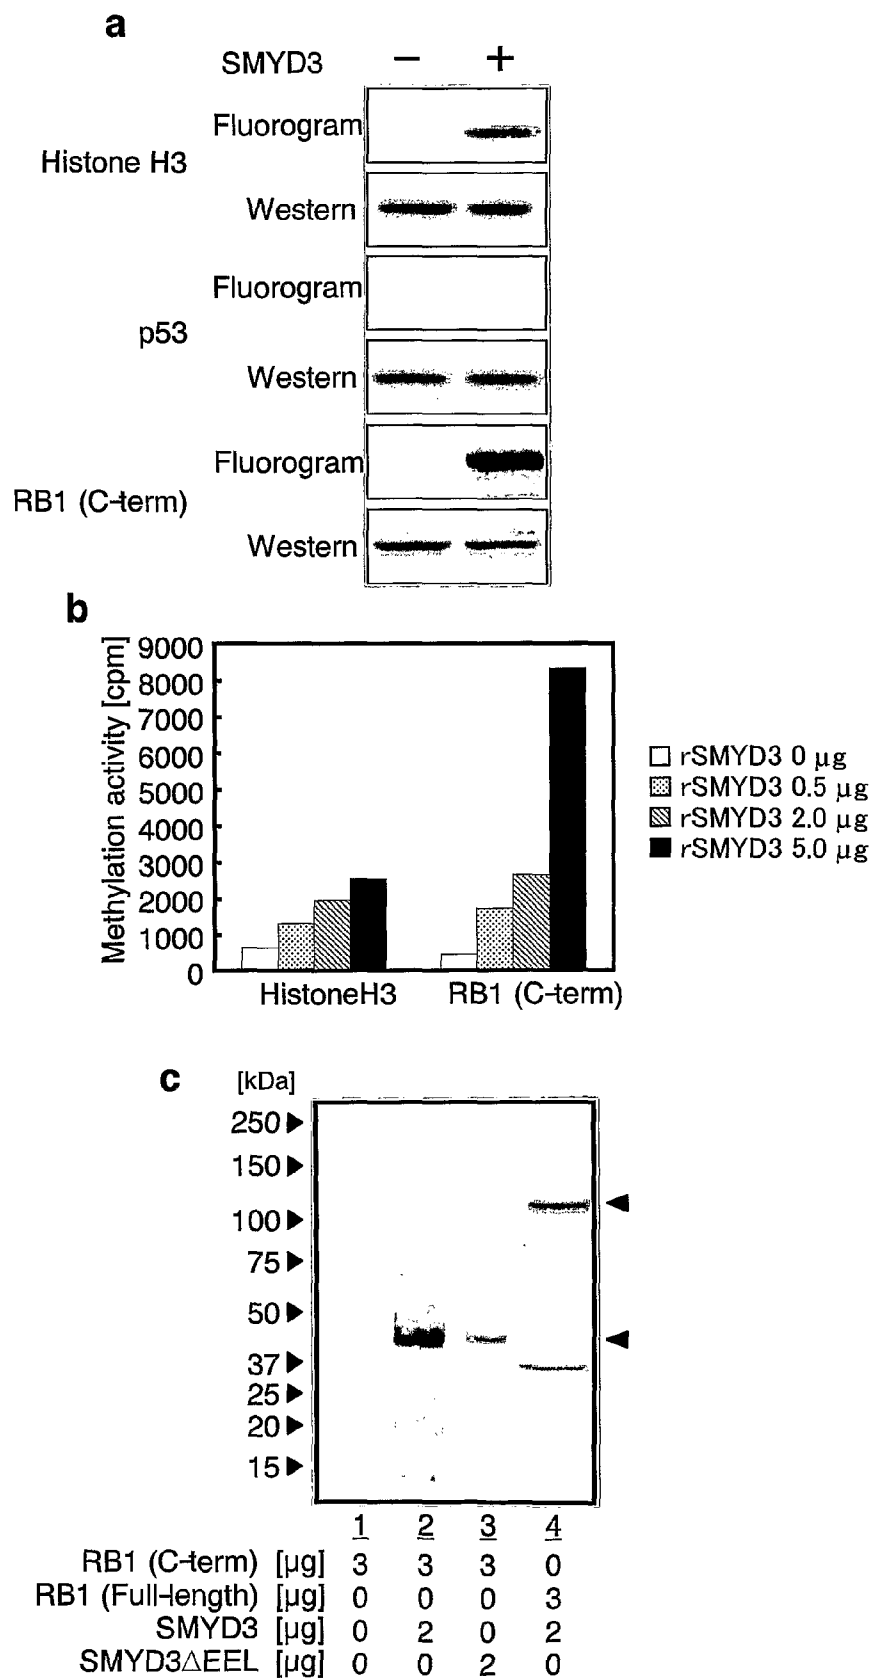 a
SMYD3 − +
Fluorogram
Histone H3
Western
Fluorogram
p53
Western
Fluorogram
RB1 (C-term)
Western
b
Methylation activity [cpm]
9000
8000
7000
6000
5000
4000
3000
2000
1000
0
HistoneH3 RB1 (C-term)
rSMYD3 0 μg
rSMYD3 0.5 μg
rSMYD3 2.0 μg
rSMYD3 5.0 μg
c [kDa]
250
150
100
75
50
37
25
20
15
1 2 3 4
RB1 (C-term) [μg] 3 3 3 0
RB1 (Full-length) [μg] 0 0 0 3
SMYD3 [μg] 0 2 0 2
SMYD3△EEL [μg] 0 0 2 0